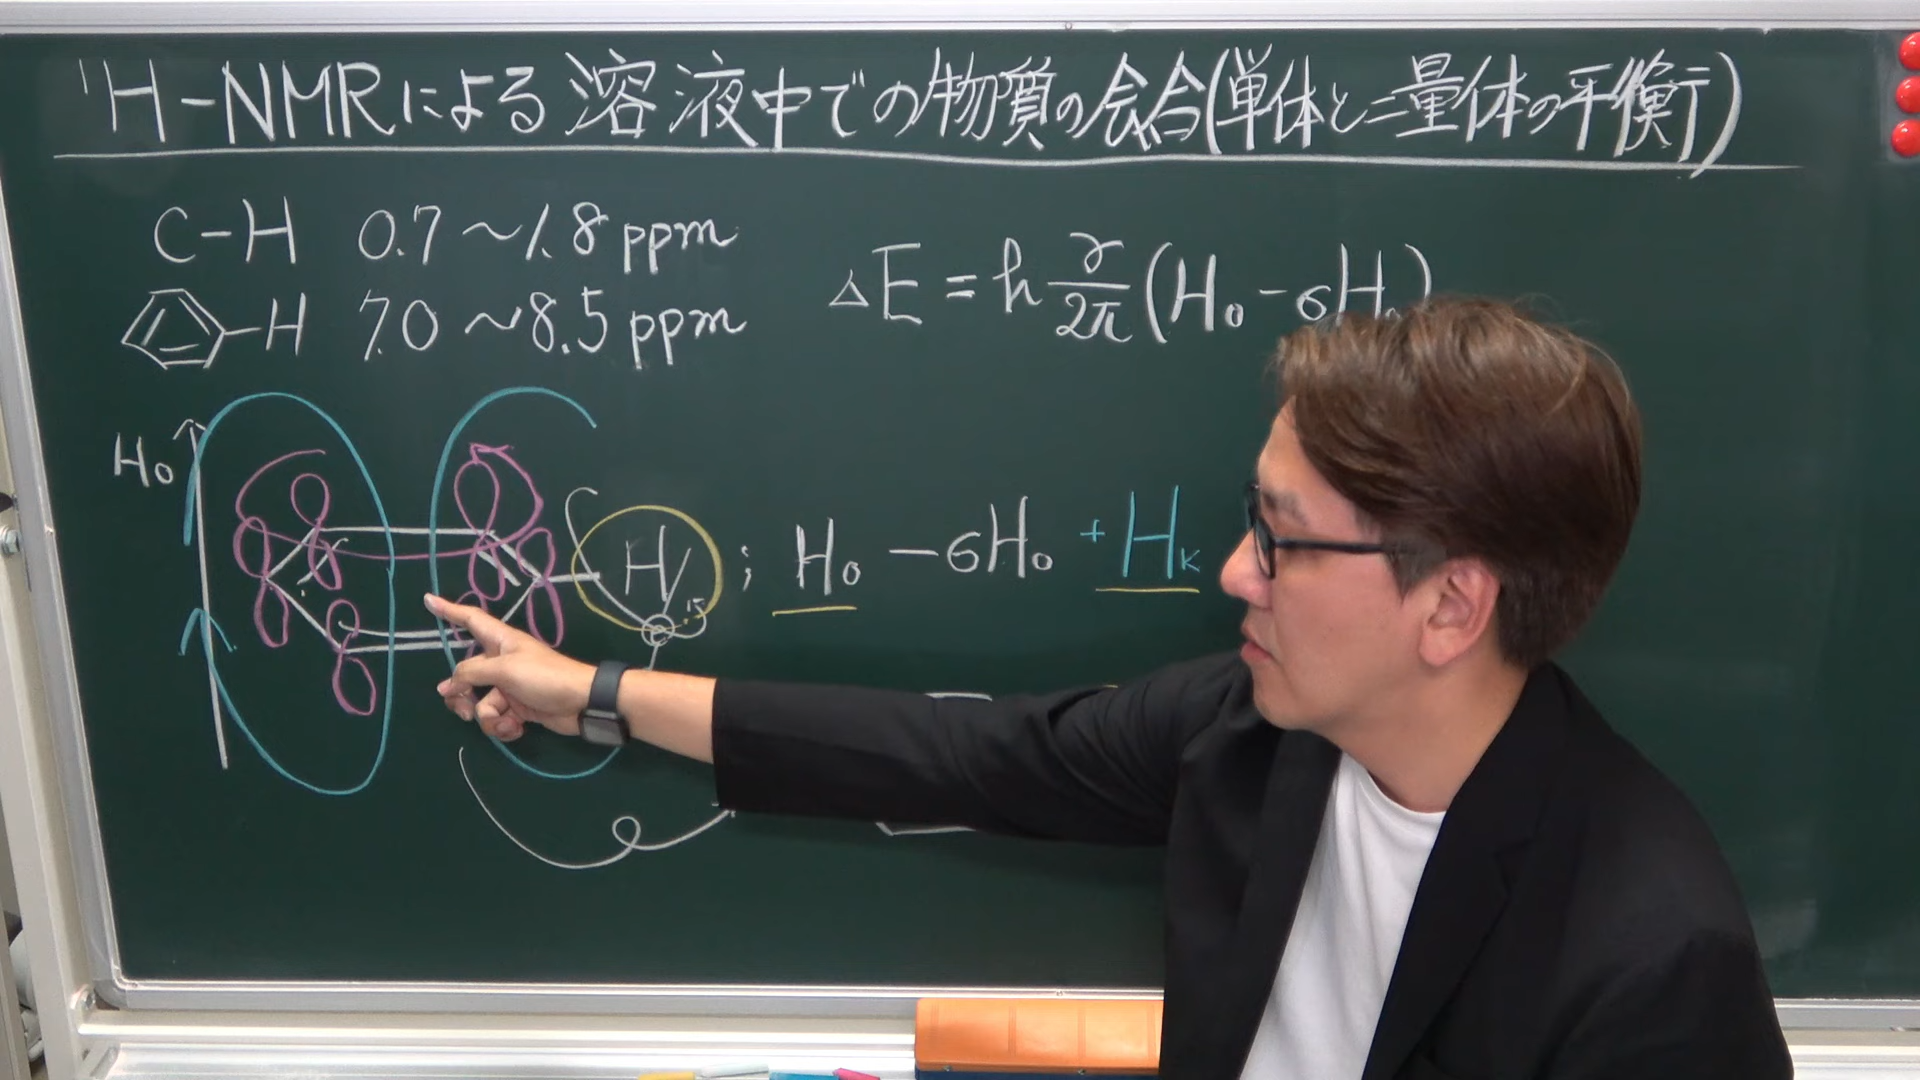 ¹H-NMRによる溶液中での物質の会合(単体と二量体の平衡)
C-H 0.7～1.8 ppm
-H 7.0～8.5 ppm
ΔE = h γ/2π (H₀-σH₀)
H₀
H ; H₀ - σH₀ + Hₖ